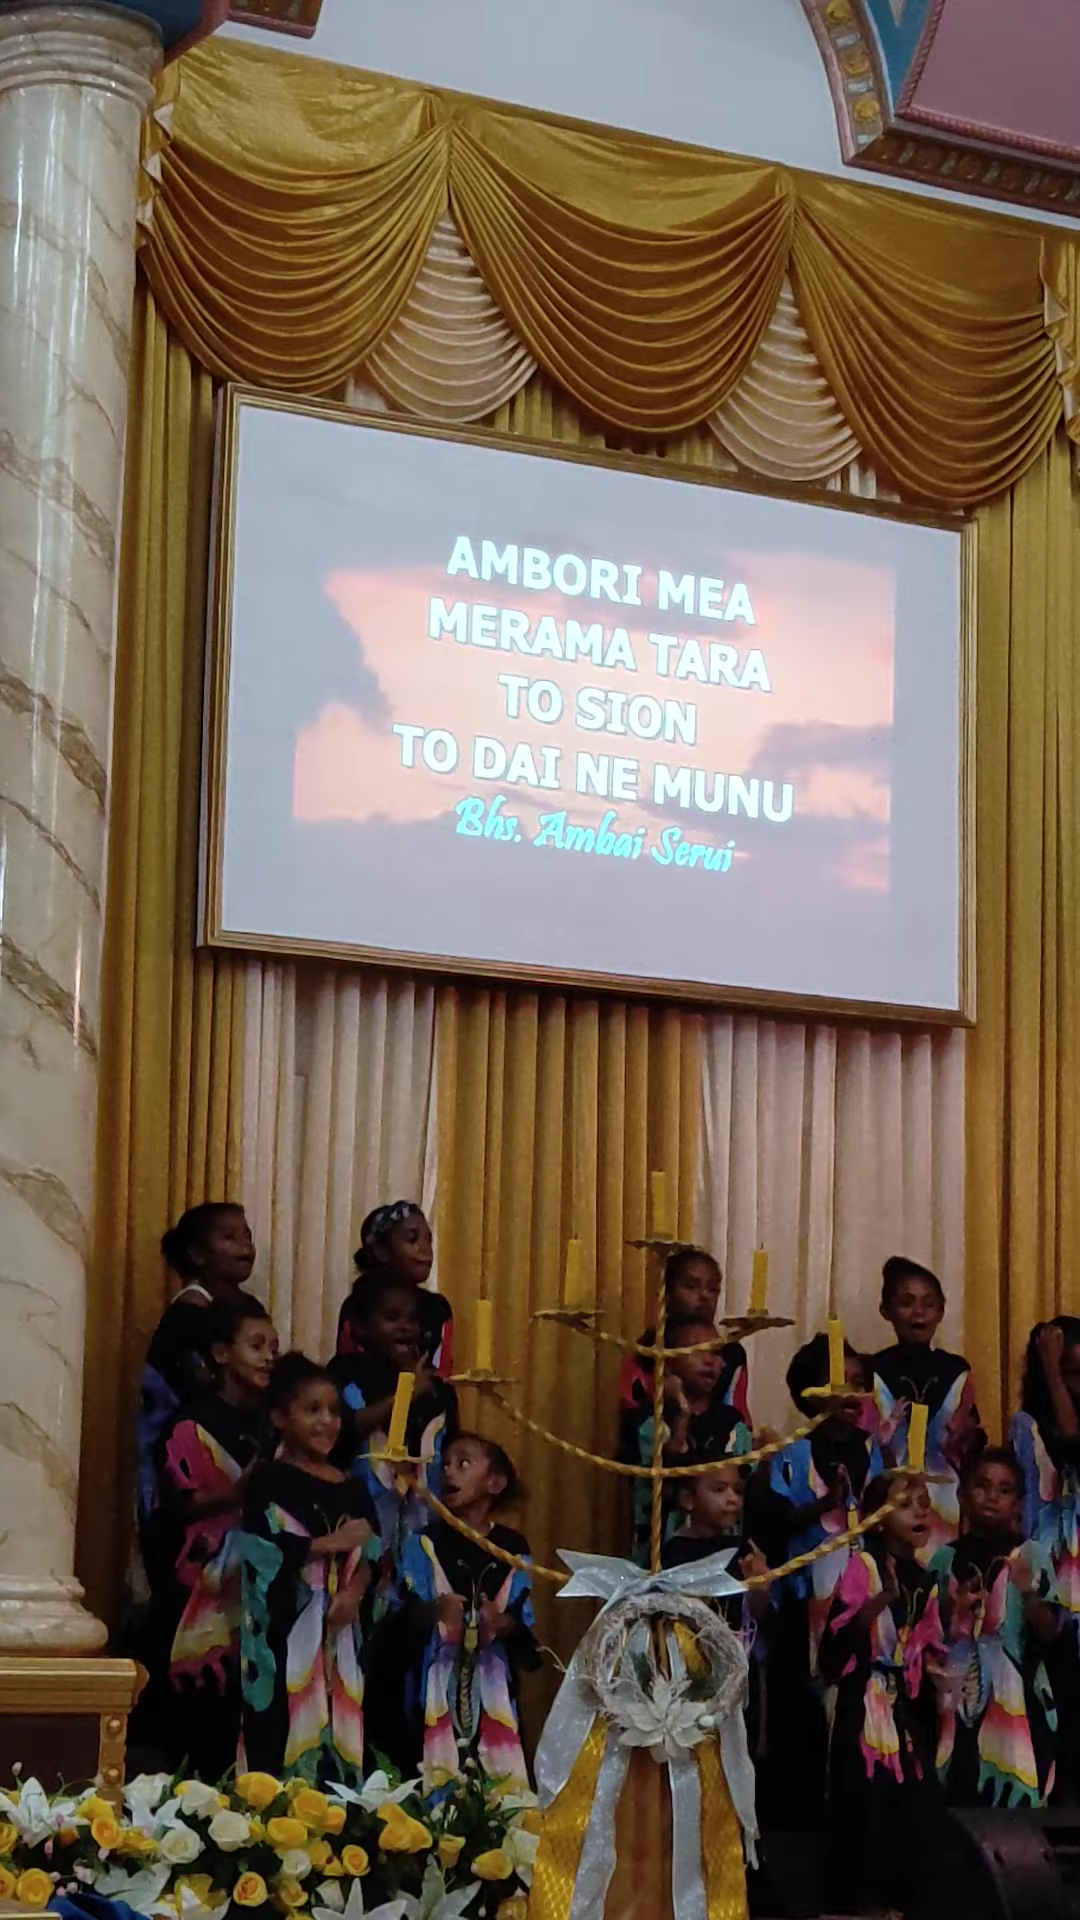 AMBORI MEA
MERAMA TARA
TO SION
TO DAI NE MUNU
Bhs. Ambai Serui